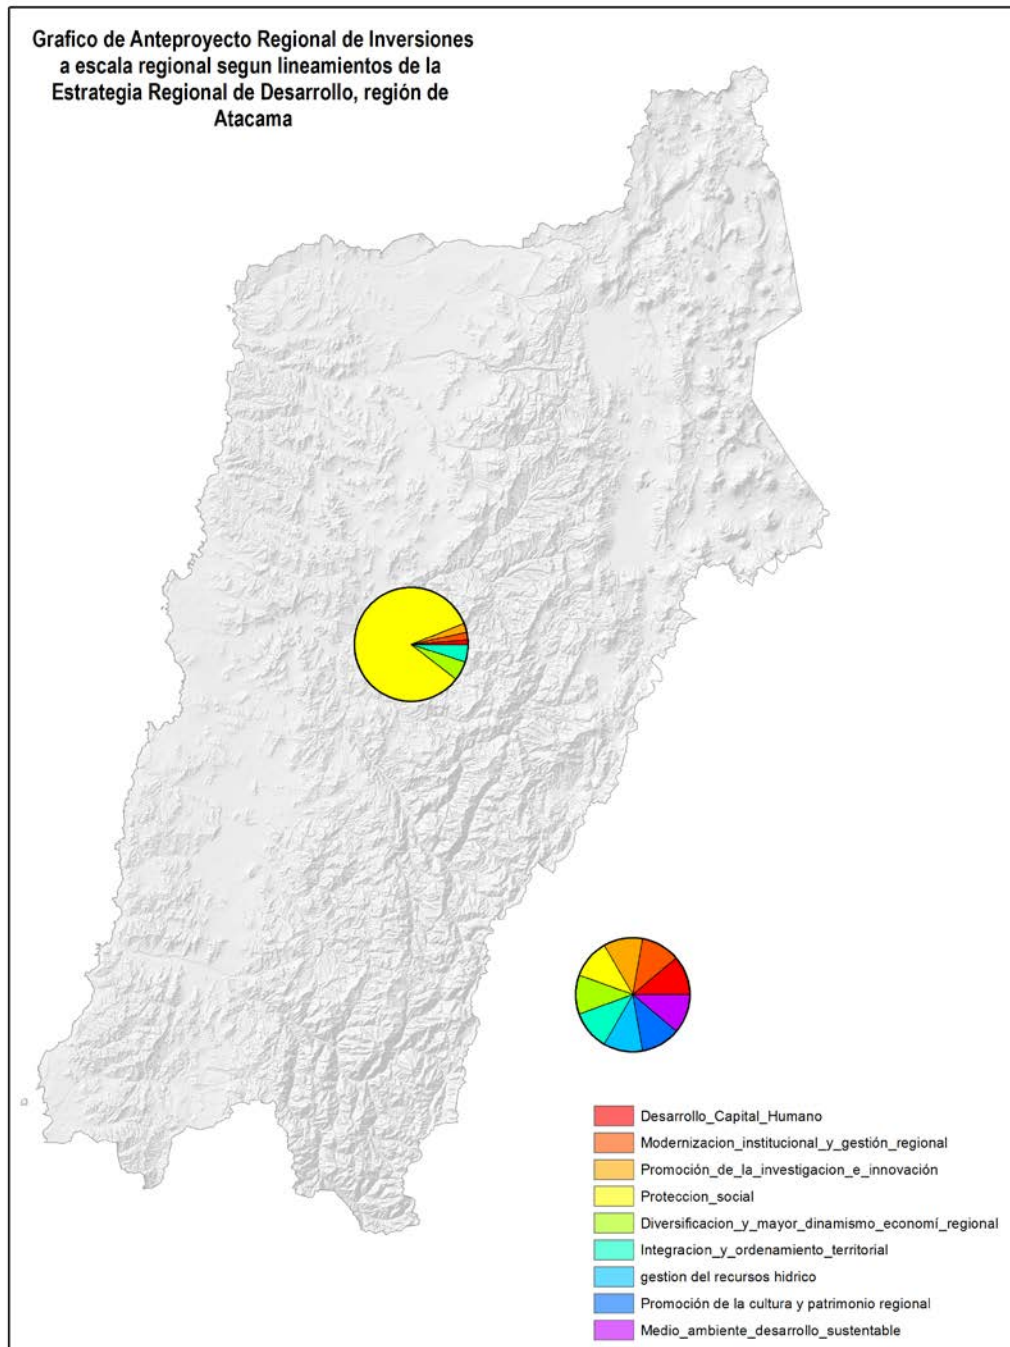 Grafico de Anteproyecto Regional de Inversiones
a escala regional segun lineamientos de la
Estrategia Regional de Desarrollo, región de
Atacama
Desarrollo_Capital_Humano
Modernizacion_institucional_y_gestión_regional
Promoción_de_la_investigacion_e_innovación
Proteccion_social
Diversificacion_y_mayor_dinamismo_economí_regional
Integracion_y_ordenamiento_territorial
gestion del recursos hidrico
Promoción de la cultura y patrimonio regional
Medio_ambiente_desarrollo_sustentable